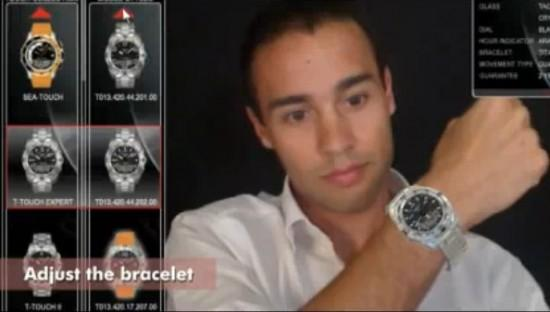 SEA-TOUCH
T013.420.44.201.00
T-TOUCH EXPERT
T013.420.44.202.00
Adjust the bracelet
T-TOUCH II
T013.420.17.207.00
GLASS
DIAL
HOUR INDICATOR
BRACELET
MOVEMENT TYPE
GUARANTEE